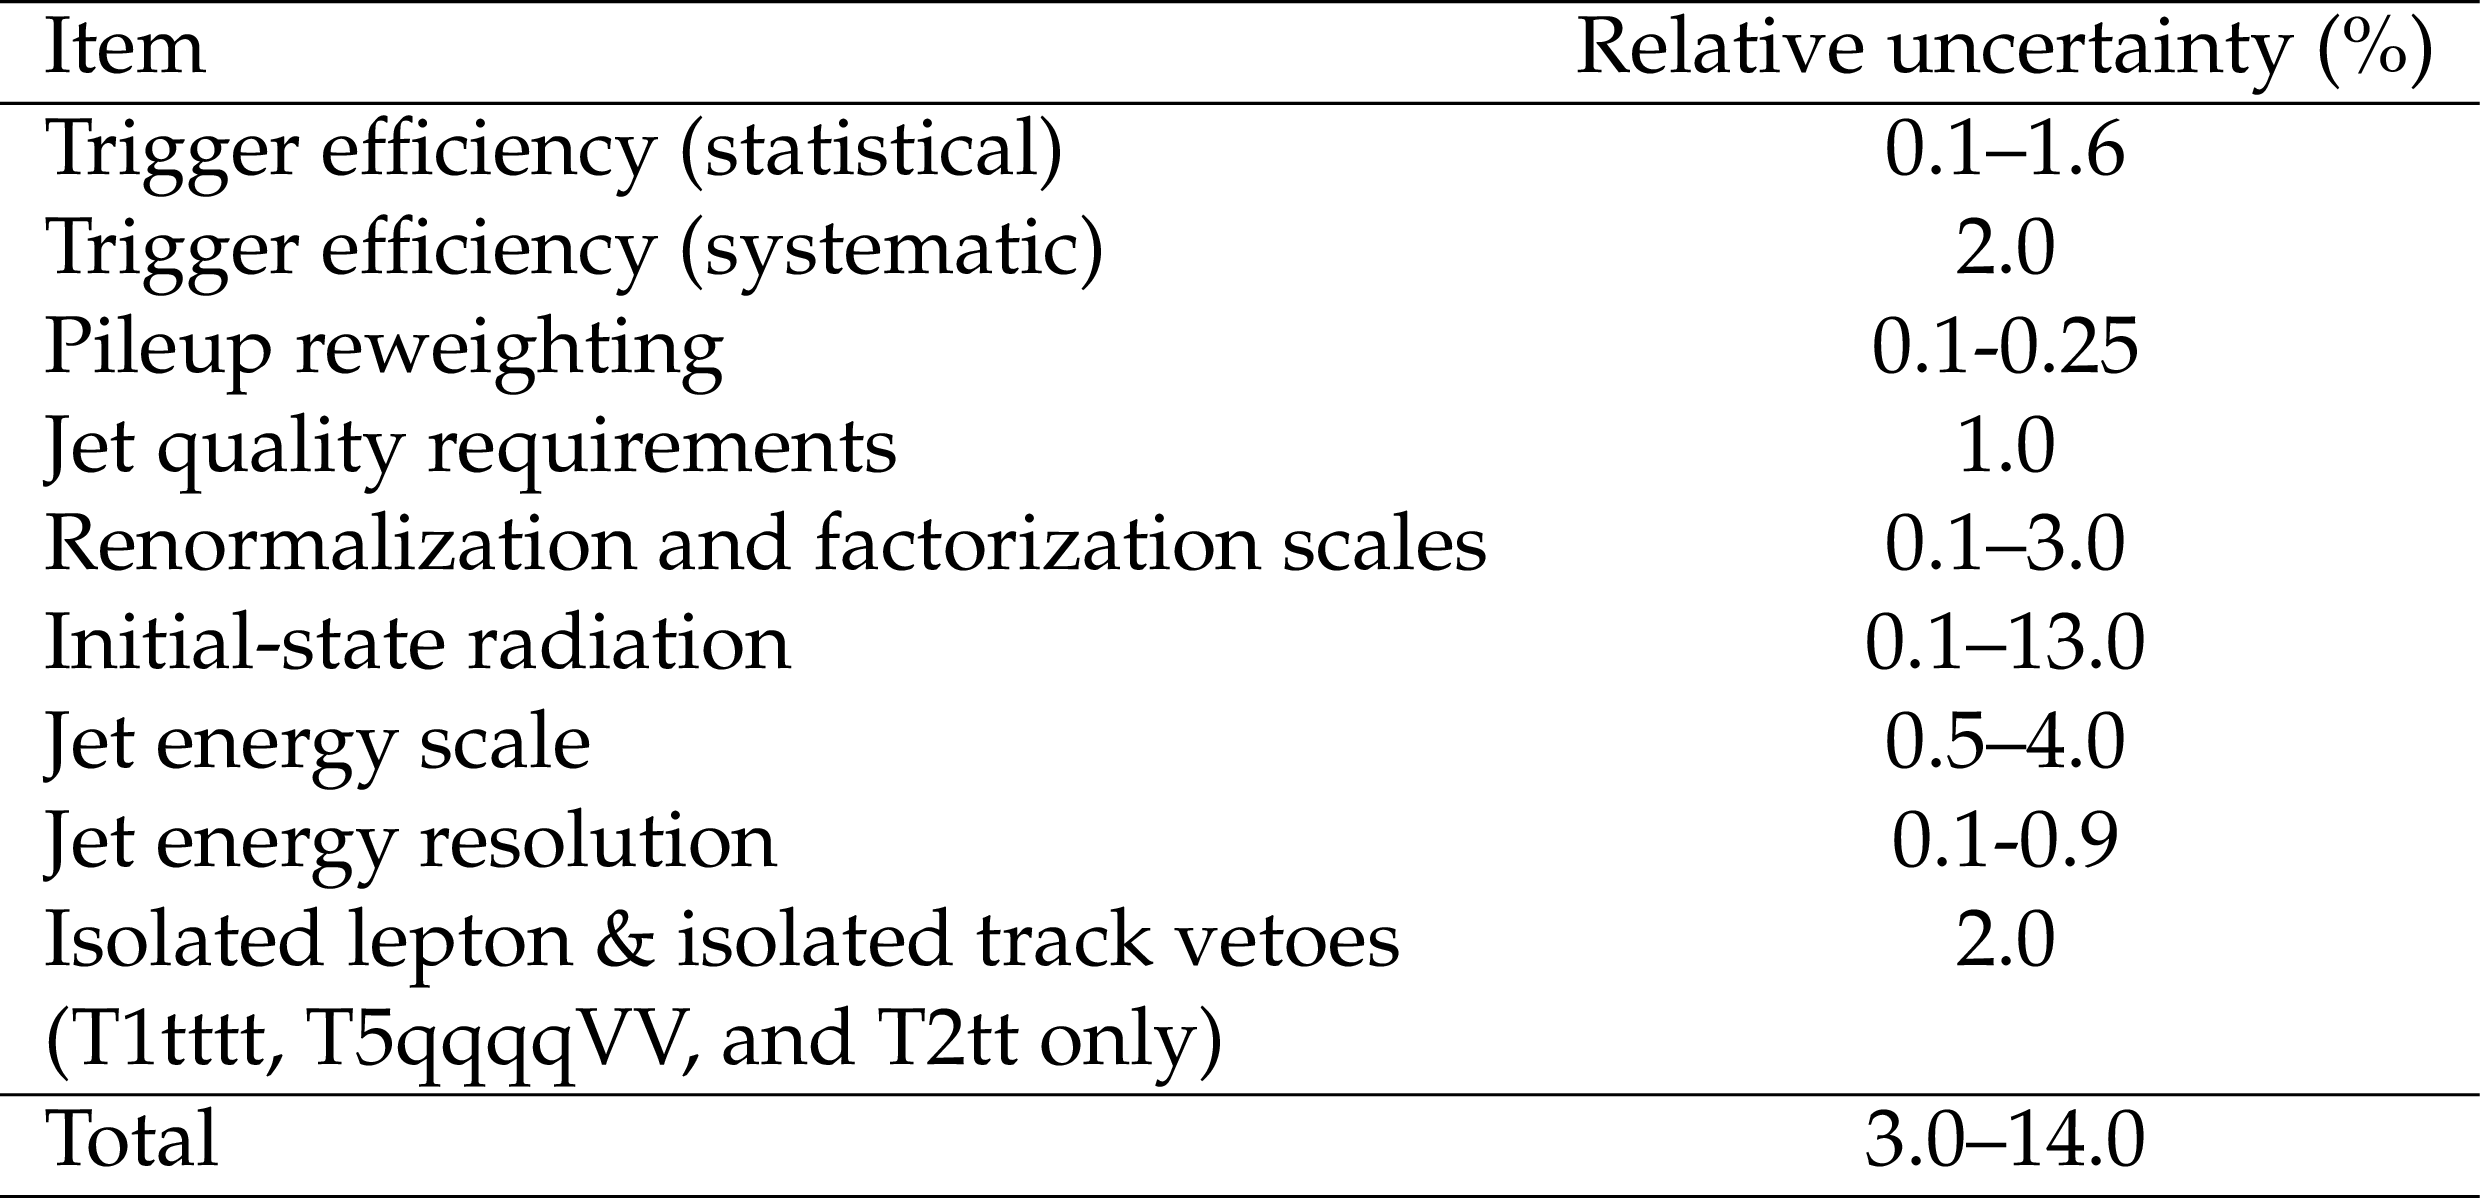 Item Relative uncertainty (%)
Trigger efficiency (statistical) 0.1–1.6
Trigger efficiency (systematic) 2.0
Pileup reweighting 0.1-0.25
Jet quality requirements 1.0
Renormalization and factorization scales 0.1–3.0
Initial-state radiation 0.1–13.0
Jet energy scale 0.5–4.0
Jet energy resolution 0.1-0.9
Isolated lepton & isolated track vetoes 2.0
(T1tttt, T5qqqqVV, and T2tt only)
Total 3.0–14.0